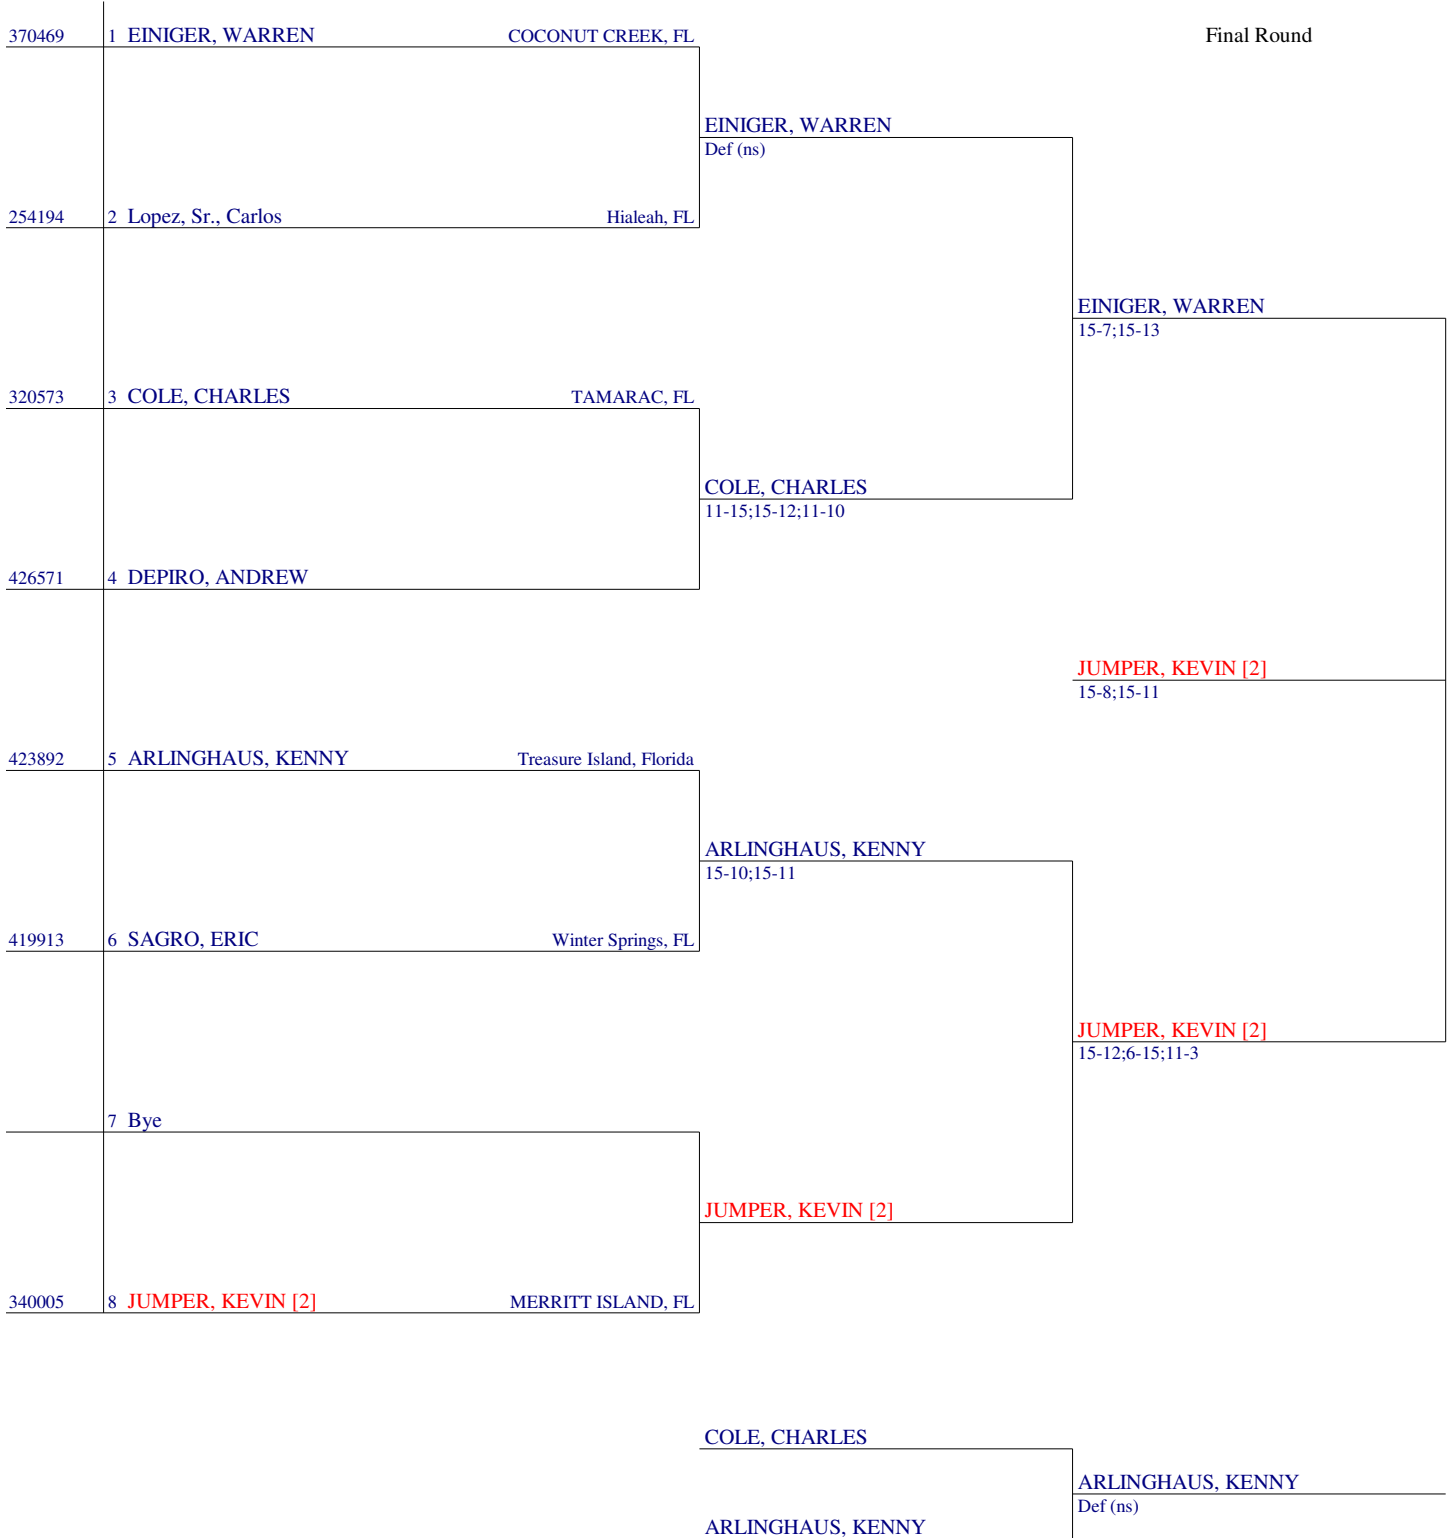 370469 1 EINIGER, WARREN COCONUT CREEK, FL Final Round
EINIGER, WARREN
Def (ns)
254194 2 Lopez, Sr., Carlos Hialeah, FL
EINIGER, WARREN
15-7;15-13
320573 3 COLE, CHARLES TAMARAC, FL
COLE, CHARLES
11-15;15-12;11-10
426571 4 DEPIRO, ANDREW
JUMPER, KEVIN [2]
15-8;15-11
423892 5 ARLINGHAUS, KENNY Treasure Island, Florida
ARLINGHAUS, KENNY
15-10;15-11
419913 6 SAGRO, ERIC Winter Springs, FL
JUMPER, KEVIN [2]
15-12;6-15;11-3
7 Bye
JUMPER, KEVIN [2]
340005 8 JUMPER, KEVIN [2] MERRITT ISLAND, FL
COLE, CHARLES
ARLINGHAUS, KENNY
Def (ns)
ARLINGHAUS, KENNY